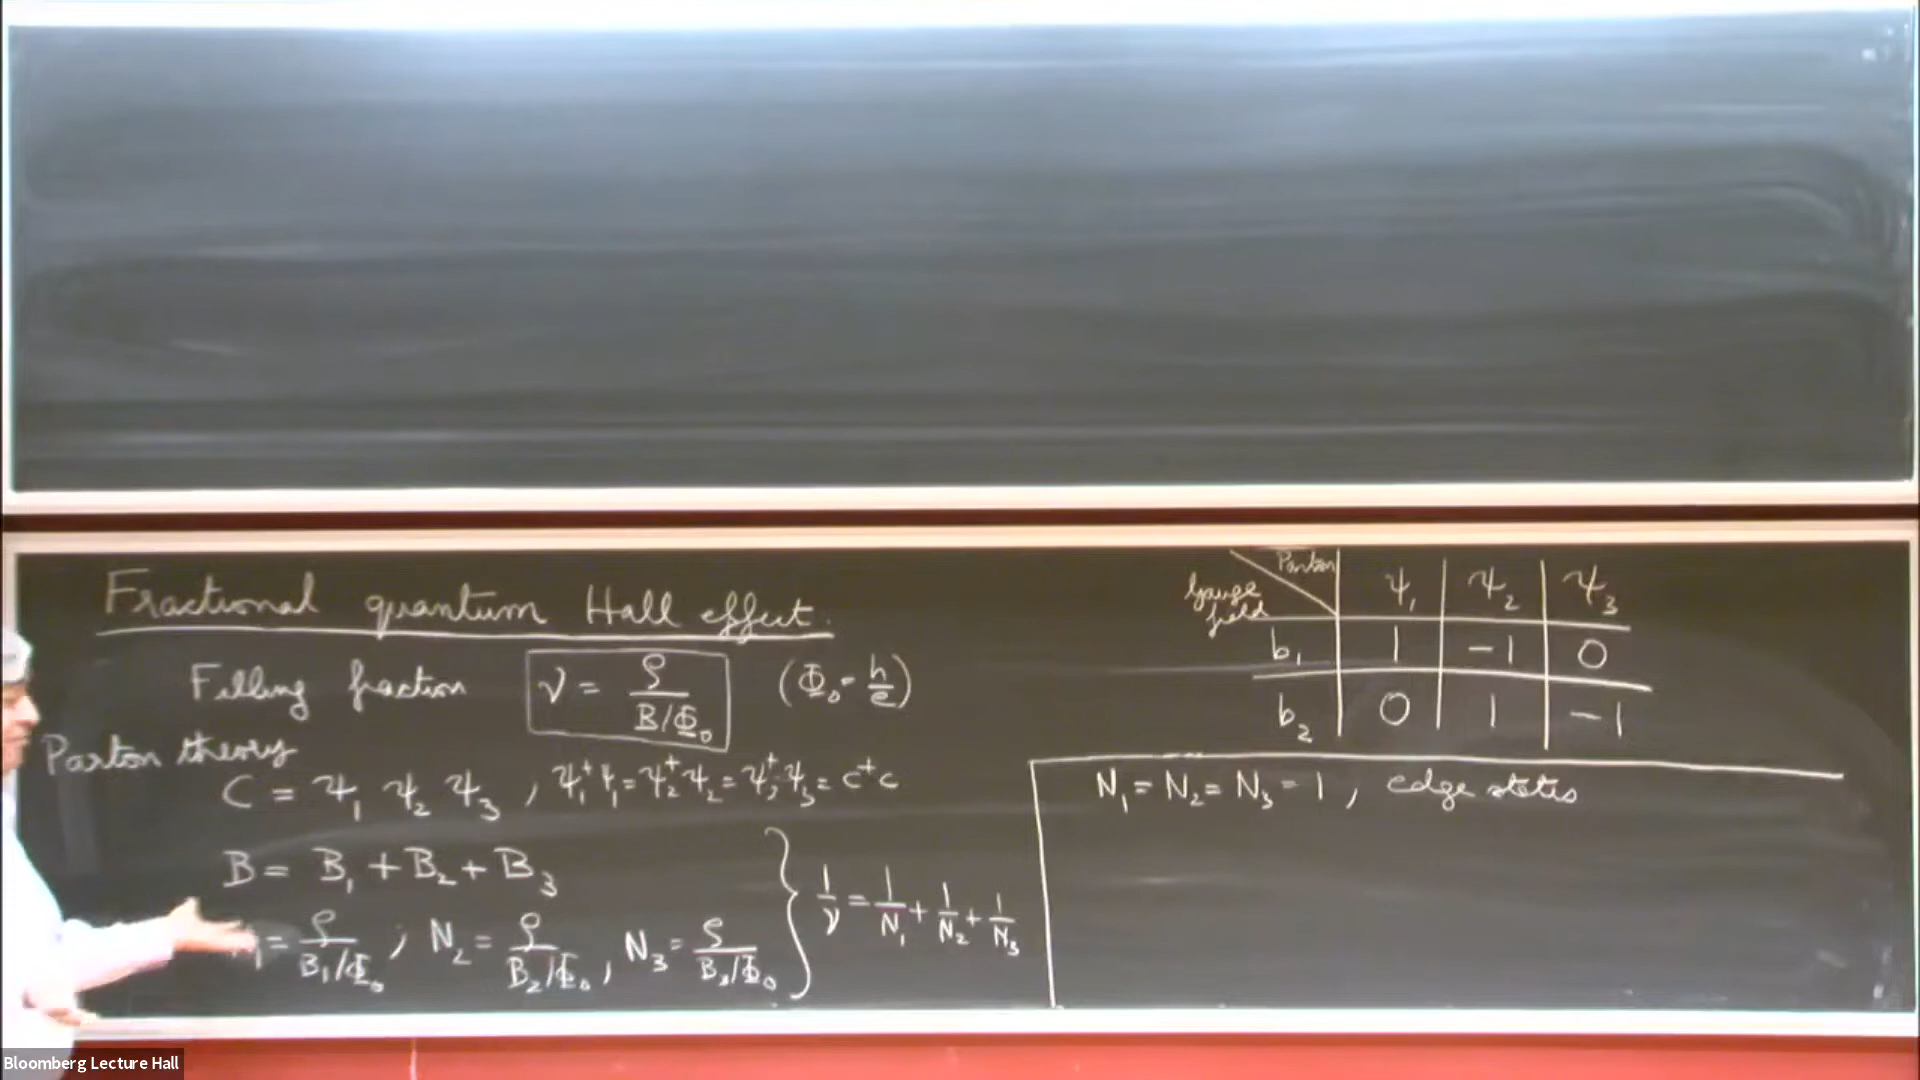 Fractional quantum Hall effect.
Filling fraction ν = ρ / (B/Φ₀) (Φ₀ = h/e)
Parton theory
C = ψ₁ ψ₂ ψ₃ , ψ₁⁺ψ₁ = ψ₂⁺ψ₂ = ψ₃⁺ψ₃ = c⁺c
B = B₁ + B₂ + B₃
= ρ / (B₁/Φ₀) ; N₂ = ρ / (B₂/Φ₀) , N₃ = ρ / (B₃/Φ₀) } 1/ν = 1/N₁ + 1/N₂ + 1/N₃
Parton ψ₁ ψ₂ ψ₃
Gauge field
b₁ 1 -1 0
b₂ 0 1 -1
N₁ = N₂ = N₃ = 1 , edge states
Bloomberg Lecture Hall